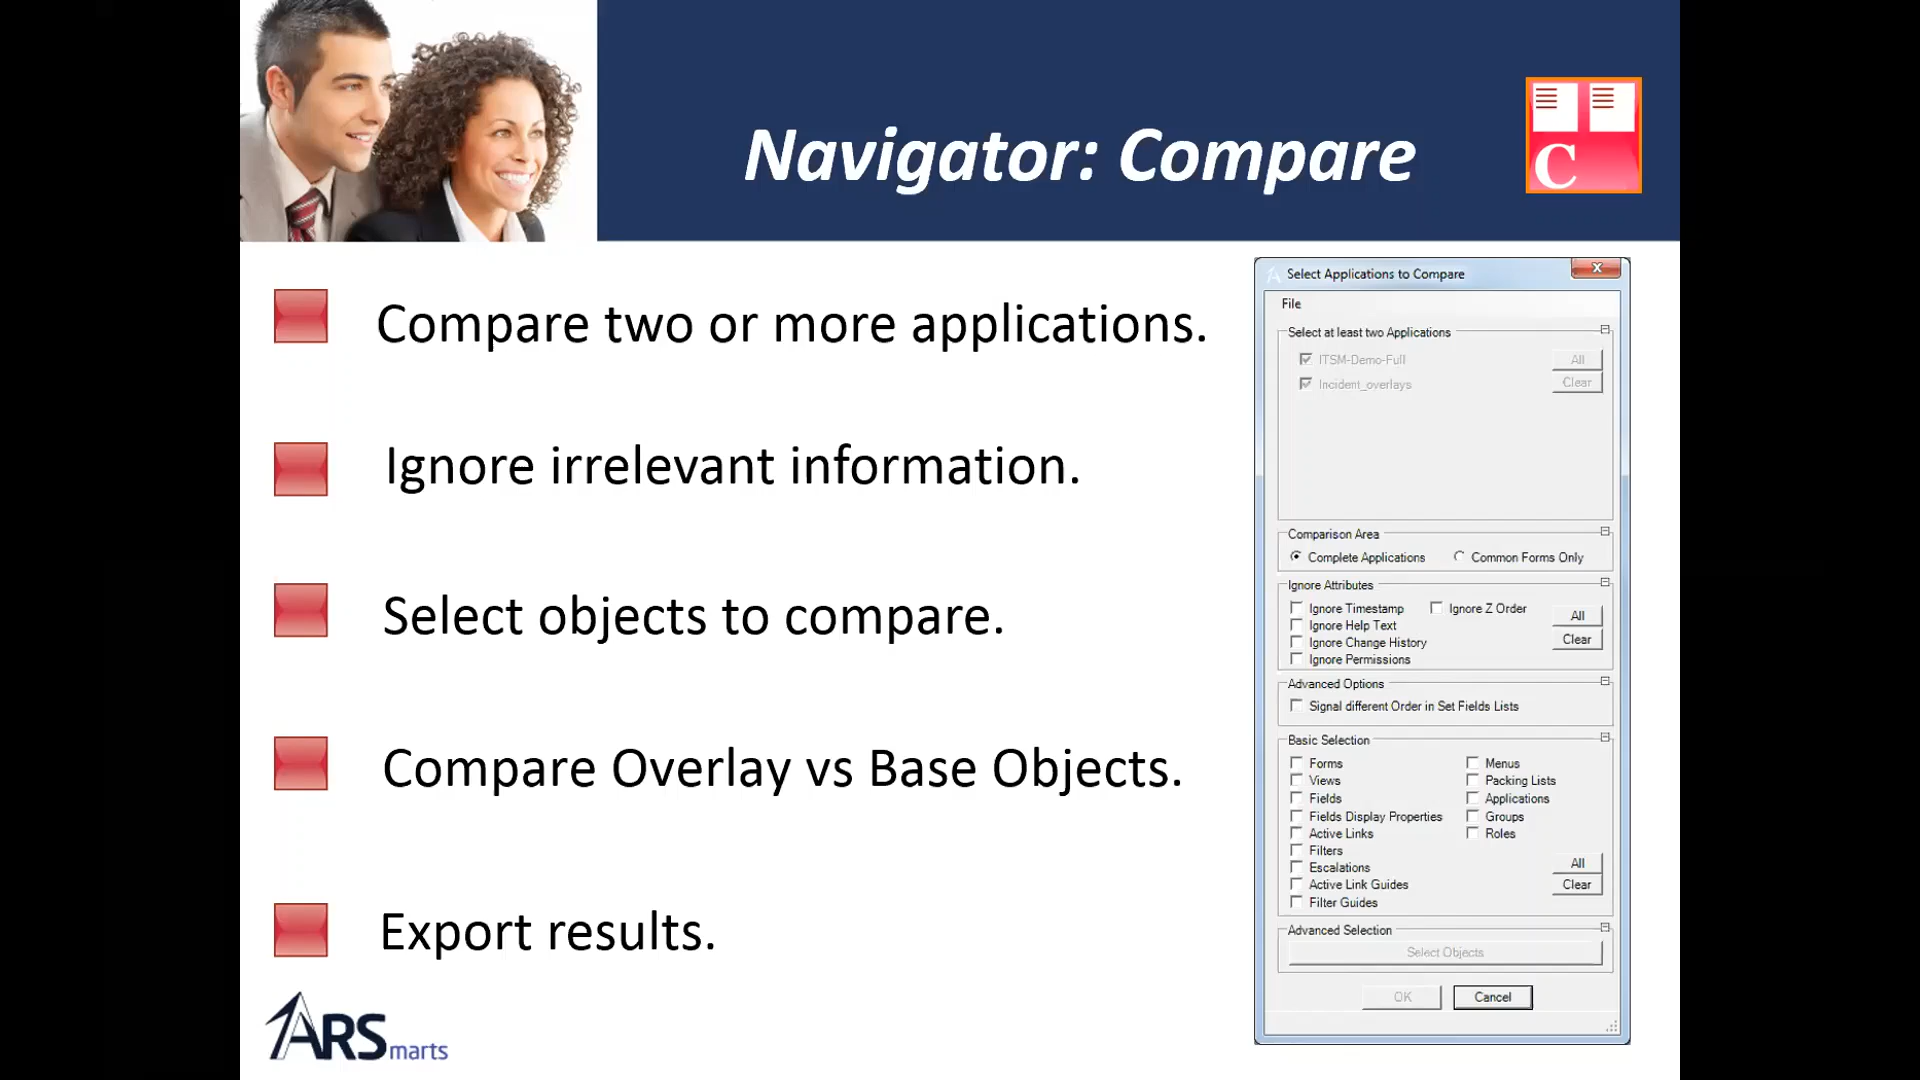 Navigator: Compare
C
Compare two or more applications.
Ignore irrelevant information.
Select objects to compare.
Compare Overlay vs Base Objects.
Export results.
ARSmarts
Select Applications to Compare
File
Select at least two Applications
ITSM-Demo-Full
All
Incident_overlays
Clear
Comparison Area
Complete Applications
Common Forms Only
Ignore Attributes
Ignore Timestamp
Ignore Z Order
All
Ignore Help Text
Ignore Change History
Clear
Ignore Permissions
Advanced Options
Signal different Order in Set Fields Lists
Basic Selection
Forms
Menus
Views
Packing Lists
Fields
Applications
Fields Display Properties
Groups
Active Links
Roles
Filters
Escalations
All
Active Link Guides
Clear
Filter Guides
Advanced Selection
Select Objects
OK
Cancel